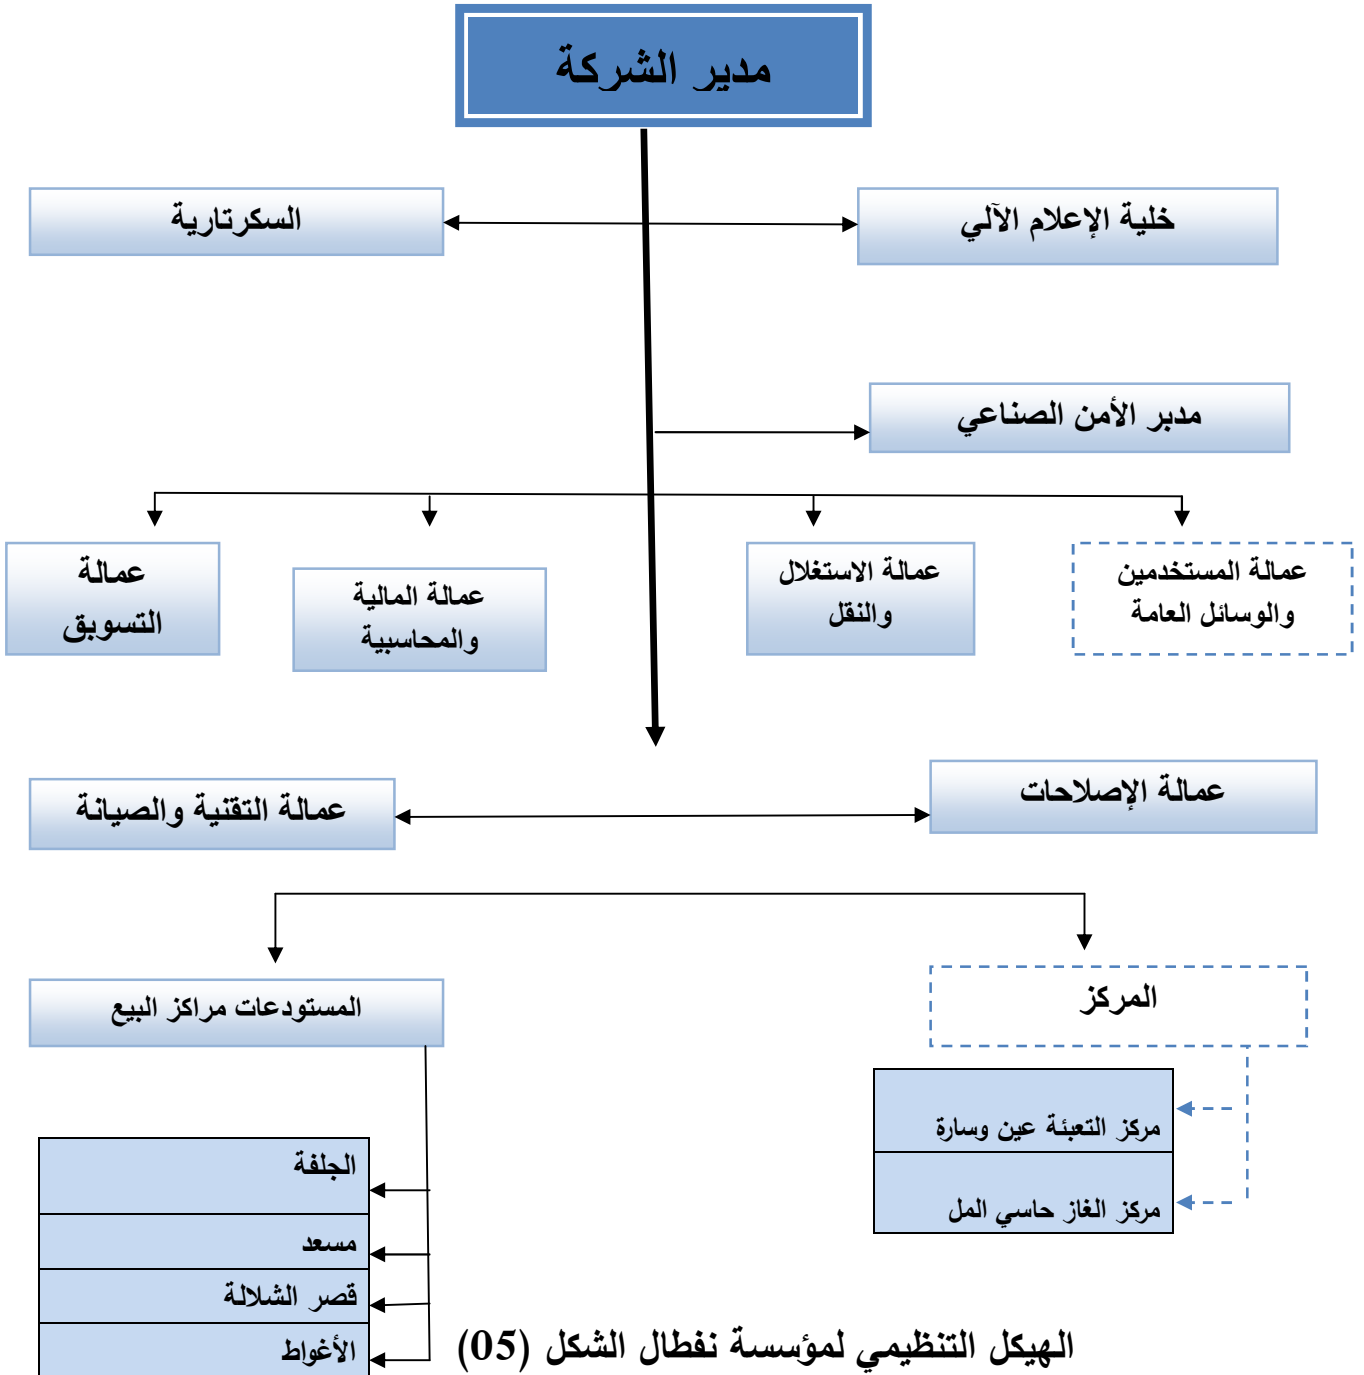 مدير الشركة
خلية الإعلام الآلي
السكرتارية
مدبر الأمن الصناعي
عمالة المستخدمين
والوسائل العامة
عمالة الاستغلال
والنقل
عمالة المالية
والمحاسبية
عمالة
التسوبق
عمالة الإصلاحات
عمالة التقنية والصيانة
المركز
المستودعات مراكز البيع
مركز التعبئة عين وسارة
مركز الغاز حاسي المل
الجلفة
مسعد
قصر الشلالة
الأغواط
الهيكل التنظيمي لمؤسسة نفطال الشكل (05)